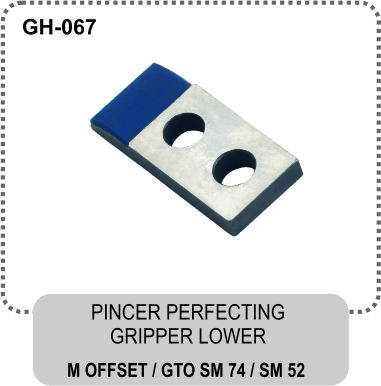 GH-067
PINCER PERFECTING
GRIPPER LOWER
M OFFSET / GTO SM 74 / SM 52